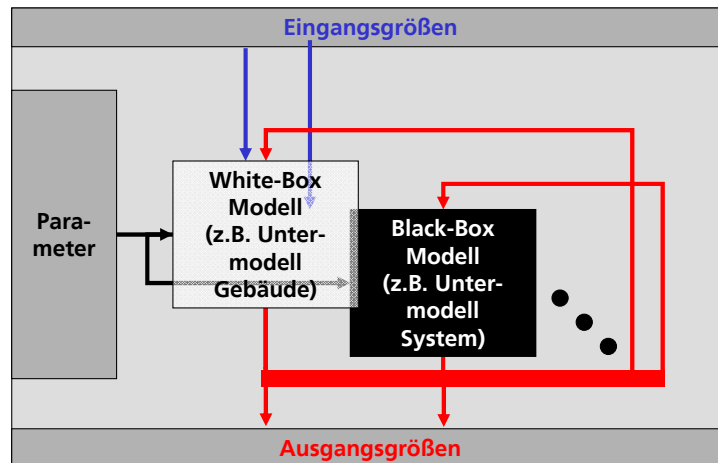 Eingangsgrößen
Para-
meter
White-Box
Modell
(z.B. Unter-
modell
Gebäude)
Black-Box
Modell
(z.B. Unter-
modell
System)
Ausgangsgrößen